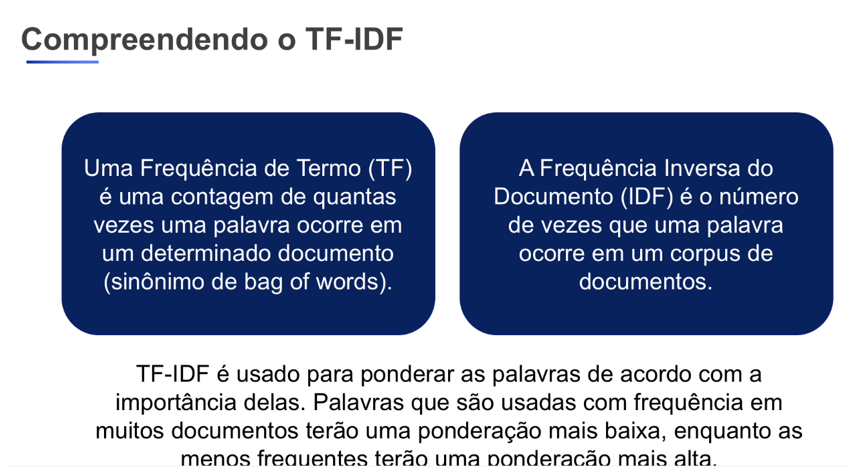 Compreendendo o TF-IDF
Uma Frequência de Termo (TF)
é uma contagem de quantas
vezes uma palavra ocorre em
um determinado documento
(sinônimo de bag of words).
A Frequência Inversa do
Documento (IDF) é o número
de vezes que uma palavra
ocorre em um corpus de
documentos.
TF-IDF é usado para ponderar as palavras de acordo com a
importância delas. Palavras que são usadas com frequência em
muitos documentos terão uma ponderação mais baixa, enquanto as
menos frequentes terão uma ponderação mais alta.